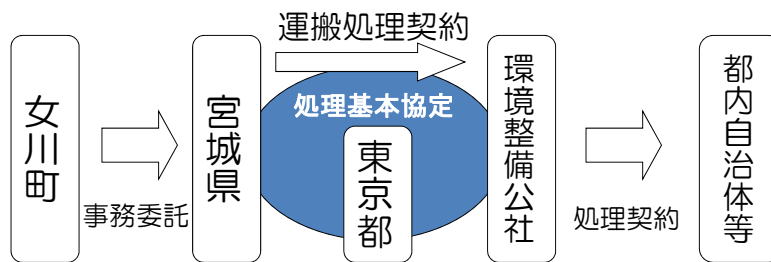 運搬処理契約
女川町
事務委託
宮城県
処理基本協定
東京都
環境整備公社
処理契約
都内自治体等